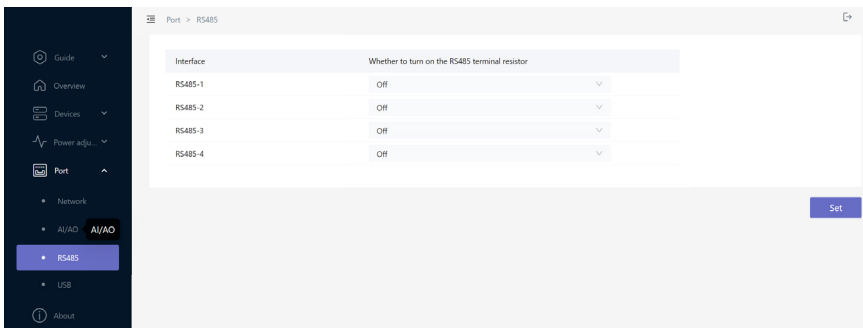 Port > RS485
Guide
Overview
Devices
Power adju...
Port
Network
AI/AO AI/AO
RS485
USB
About
Interface Whether to turn on the RS485 terminal resistor
RS485-1 Off
RS485-2 Off
RS485-3 Off
RS485-4 Off
Set